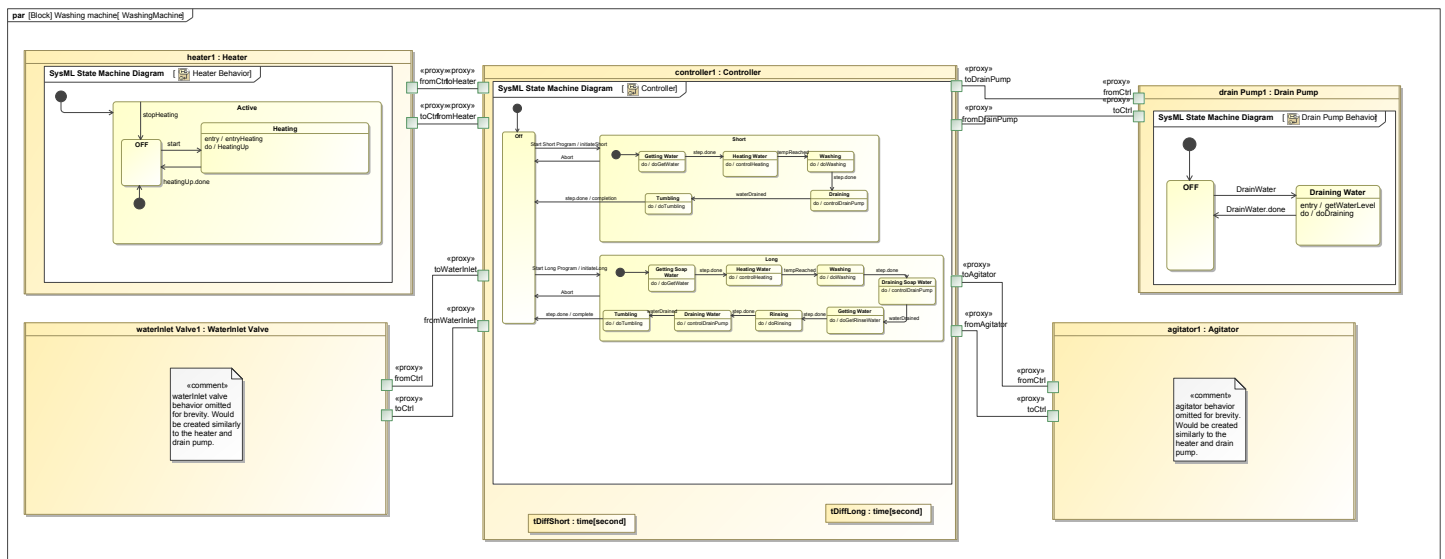 par [Block] Washing machine[ WashingMachine]
heater1 : Heater
SysML State Machine Diagram [ Heater Behavior]
Active
stopHeating
OFF
start
Heating
entry / entryHeating
do / HeatingUp
heatingUp.done
«proxy»«proxy»
fromCtrltoHeater
«proxy»«proxy»
toCtrlfromHeater
controller1 : Controller
SysML State Machine Diagram [ Controller]
Off
Start Short Program / initiateShort
Abort
step.done / completion
Short
Getting Water
do / doGetWater
step.done
Heating Water
do / controlHeating
tempReached
Washing
do / doWashing
step.done
Draining
do / controlDrainPump
waterDrained
Tumbling
do / doTumbling
Start Long Program / initiateLong
Abort
step.done / complete
Long
Getting Soap
Water
do / doGetWater
step.done
Heating Water
do / controlHeating
tempReached
Washing
do / doWashing
step.done
Draining Soap Water
do / controlDrainPump
waterDrained
Getting Water
do / doGetRinseWater
step.done
Rinsing
do / doRinsing
step.done
Draining Water
do / controlDrainPump
waterDrained
Tumbling
do / doTumbling
tDiffShort : time[second]
tDiffLong : time[second]
«proxy»
toDrainPump
«proxy»
fromDrainPump
«proxy»
fromCtrl
«proxy»
toCtrl
drain Pump1 : Drain Pump
SysML State Machine Diagram [ Drain Pump Behavior]
OFF
DrainWater
DrainWater.done
Draining Water
entry / getWaterLevel
do / doDraining
«proxy»
toWaterInlet
«proxy»
fromWaterInlet
waterInlet Valve1 : WaterInlet Valve
«comment»
waterInlet valve
behavior omitted
for brevity. Would
be created similarly
to the heater and
drain pump.
«proxy»
fromCtrl
«proxy»
toCtrl
«proxy»
toAgitator
«proxy»
fromAgitator
«proxy»
fromCtrl
«proxy»
toCtrl
agitator1 : Agitator
«comment»
agitator behavior
omitted for brevity.
Would be created
similarly to the
heater and drain
pump.